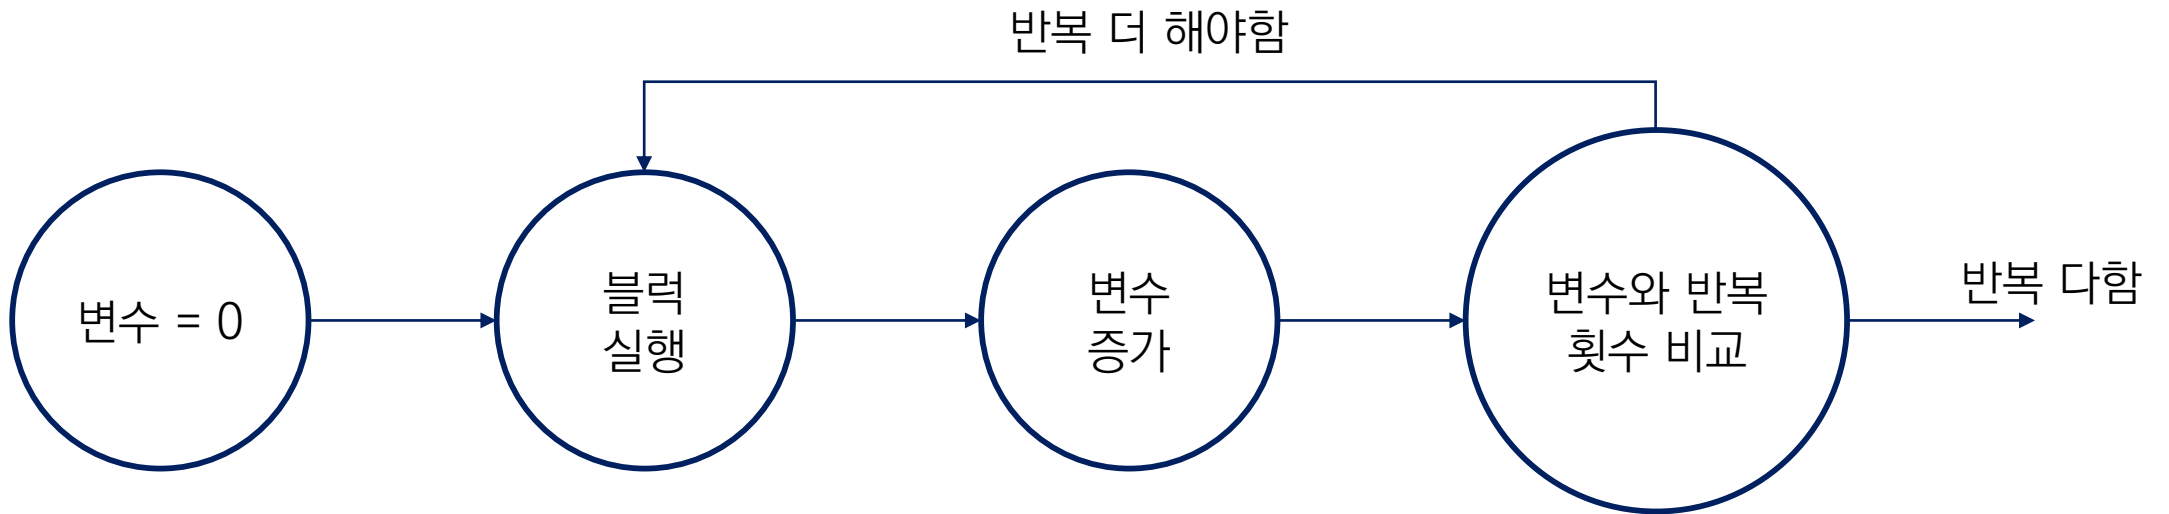 반복 더 해야함
변수 = 0
블럭
실행
변수
증가
변수와 반복
횟수 비교
반복 다함